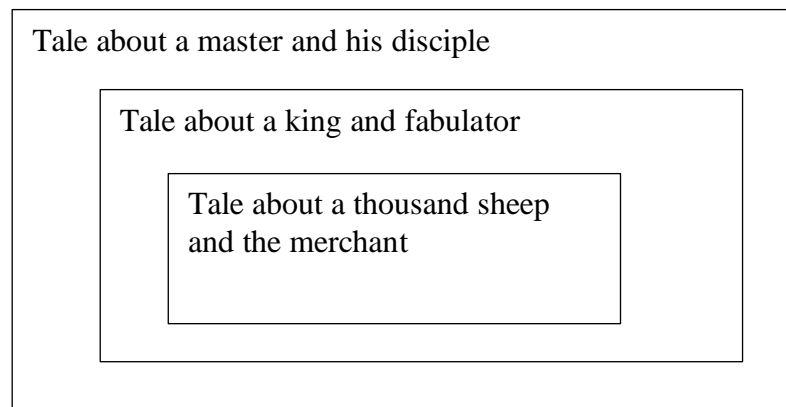 Tale about a master and his disciple
Tale about a king and fabulator
Tale about a thousand sheep
and the merchant